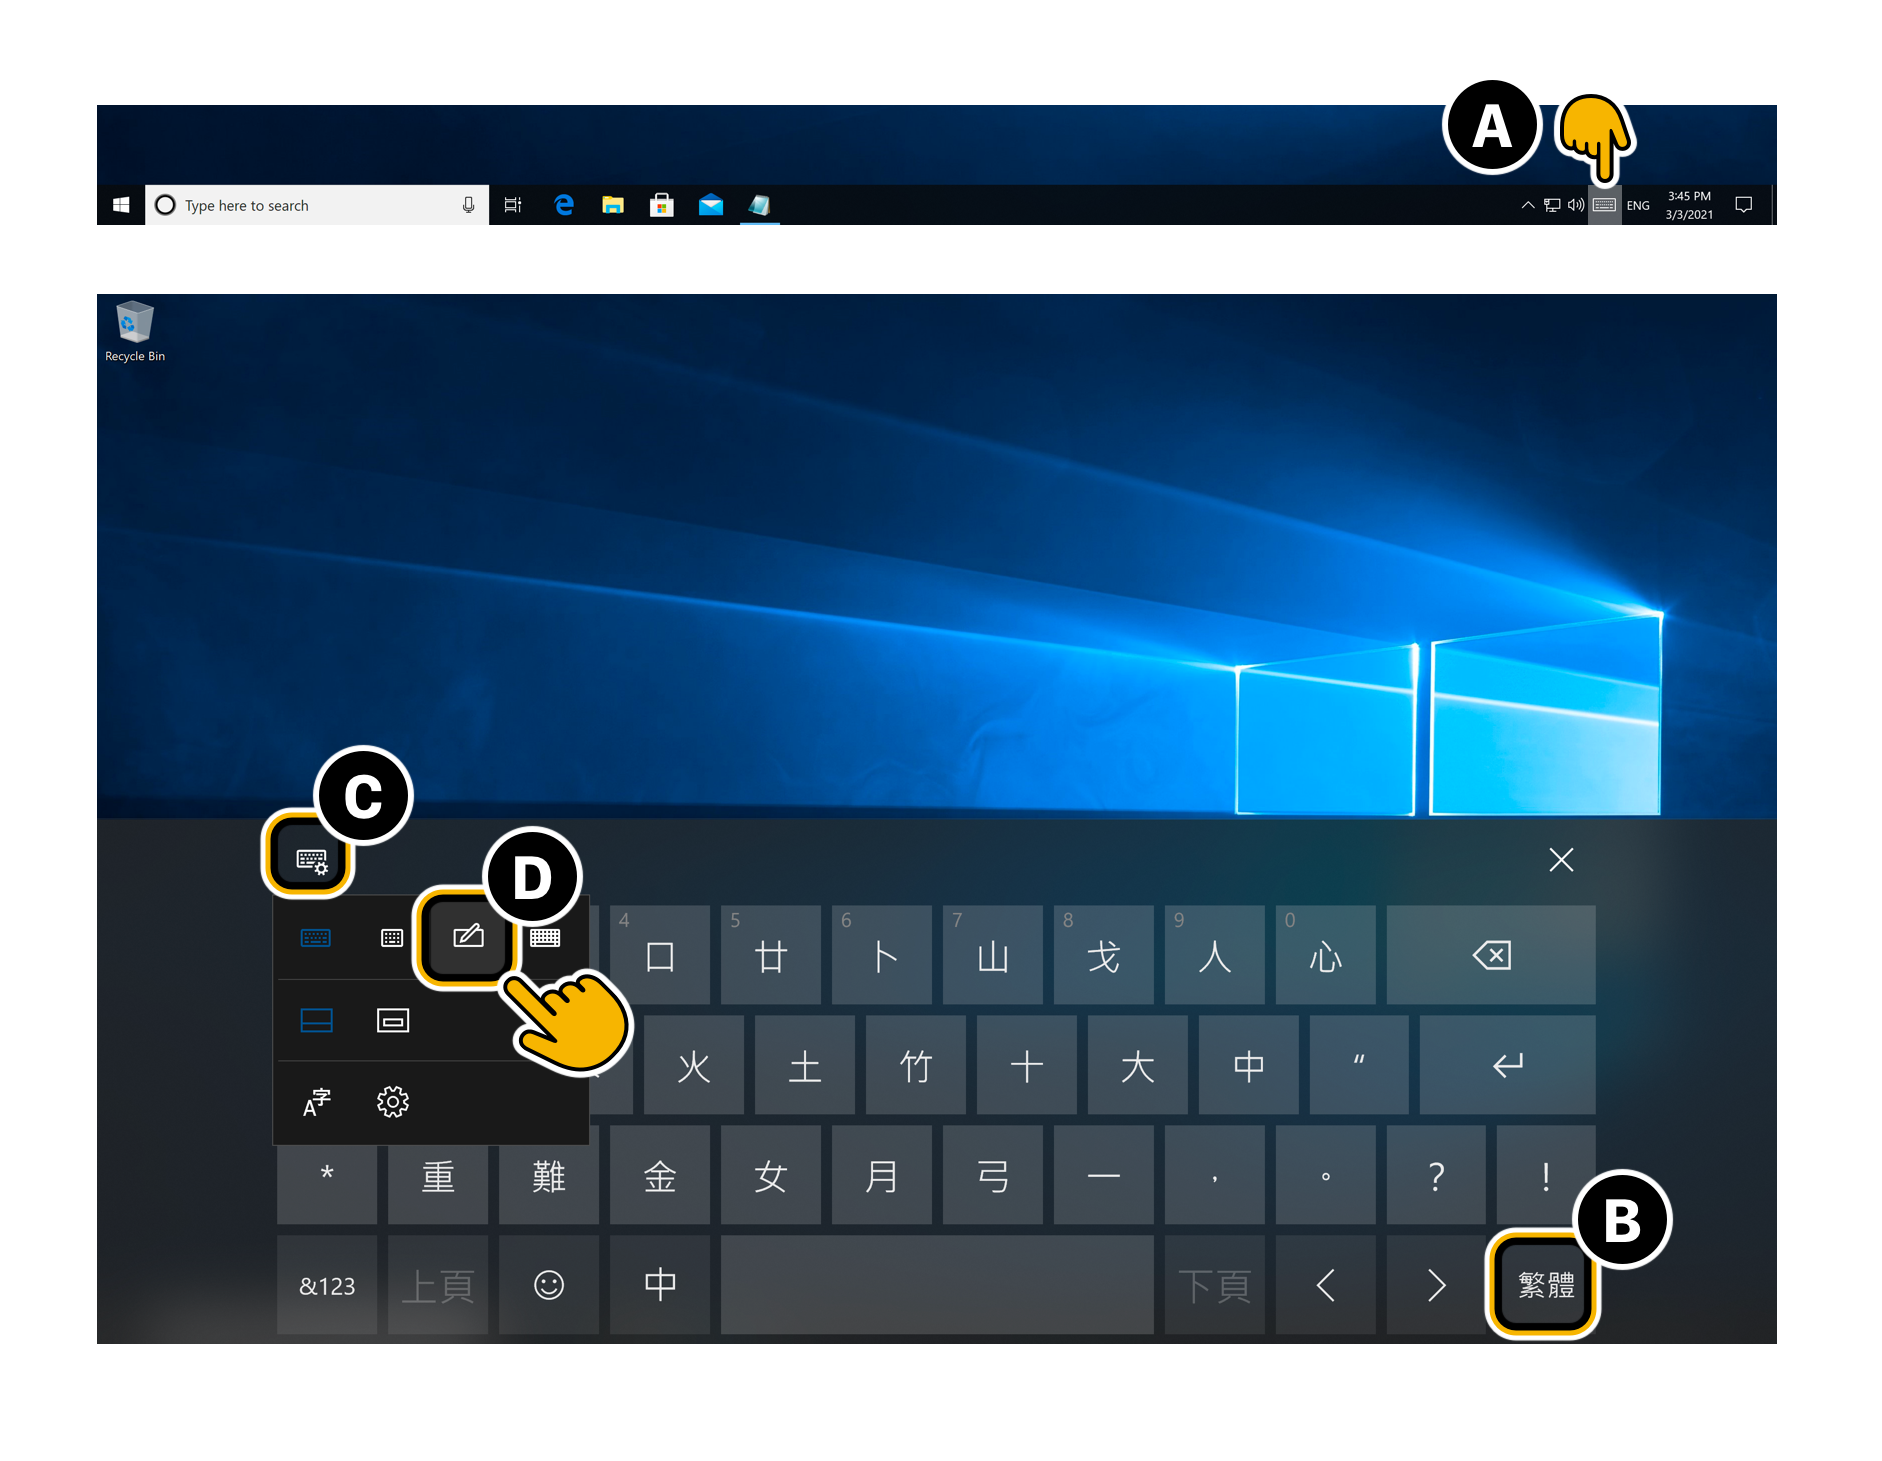 A
Type here to search
ENG
3:45 PM
3/3/2021
Recycle Bin
C
D
4 口 5 廿 6 卜 7 山 8 戈 9 人 0 心
火 土 竹 十 大 中 "
A字
* 重 難 金 女 月 弓 一 , 。 ? !
B
&123 上頁 中 下頁 < > 繁體